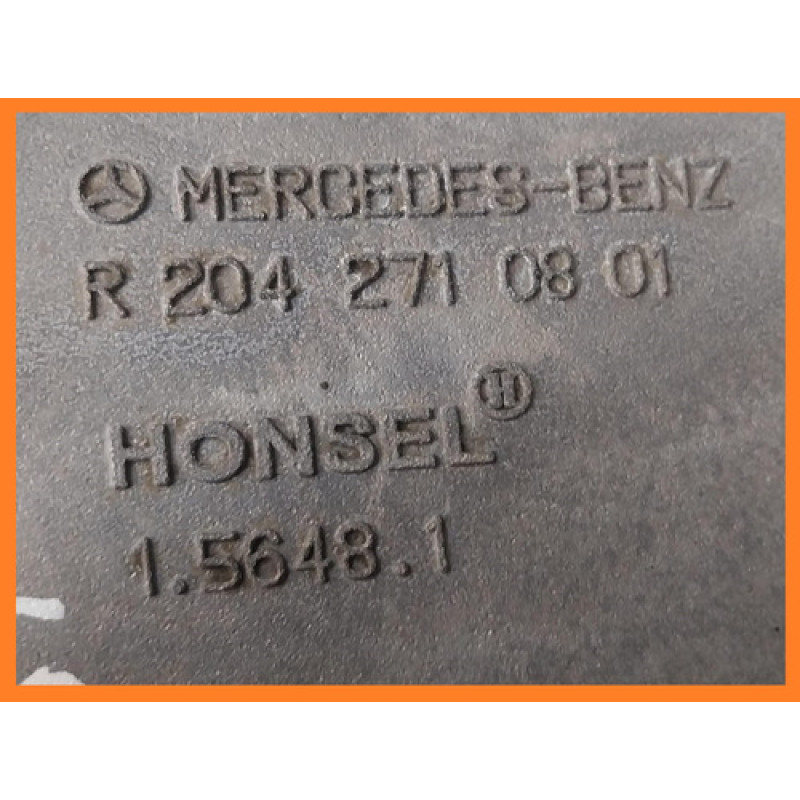 MERCEDES-BENZ
R 204 271 08 01
HONSEL H
1.5648.1